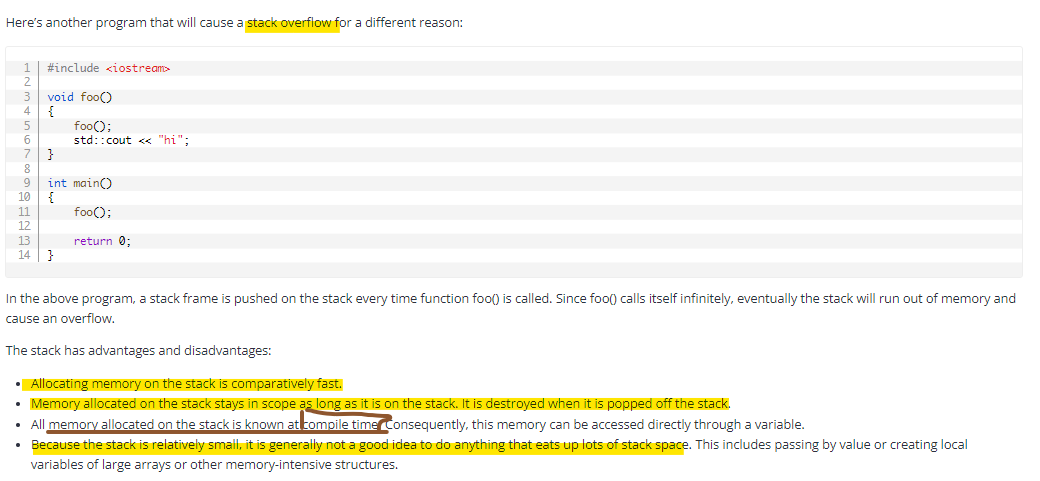 Here's another program that will cause a stack overflow for a different reason:
1 #include <iostream>
2
3 void foo()
4 {
5 foo();
6 std::cout << "hi";
7 }
8
9 int main()
10 {
11 foo();
12
13 return 0;
14 }
In the above program, a stack frame is pushed on the stack every time function foo() is called. Since foo() calls itself infinitely, eventually the stack will run out of memory and
cause an overflow.
The stack has advantages and disadvantages:
• Allocating memory on the stack is comparatively fast.
• Memory allocated on the stack stays in scope as long as it is on the stack. It is destroyed when it is popped off the stack.
• All memory allocated on the stack is known at compile time. Consequently, this memory can be accessed directly through a variable.
• Because the stack is relatively small, it is generally not a good idea to do anything that eats up lots of stack space. This includes passing by value or creating local
variables of large arrays or other memory-intensive structures.